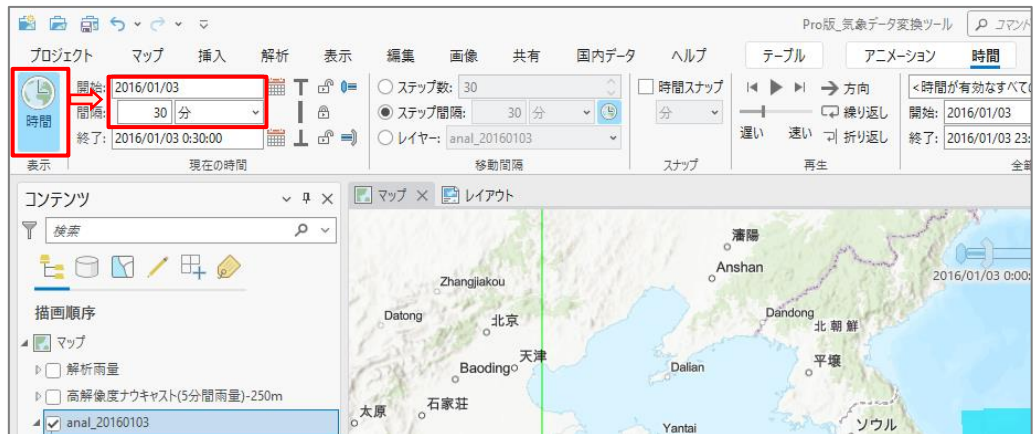 Pro版_気象データ変換ツール
プロジェクト マップ 挿入 解析 表示 編集 画像 共有 国内データ ヘルプ テーブル アニメーション 時間
時間
表示
開始: 2016/01/03
間隔: 30 分
終了: 2016/01/03 0:30:00
現在の時間
ステップ数: 30
ステップ間隔: 30 分
レイヤー: anal_20160103
移動間隔
時間スナップ
分
スナップ
方向
繰り返し
遅い 速い 折り返し
再生
<時間が有効なすべて
開始: 2016/01/03
終了: 2016/01/03 23:
コンテンツ
検索
描画順序
マップ
解析雨量
高解像度ナウキャスト(5分間雨量)-250m
anal_20160103
マップ レイアウト
瀋陽
Anshan
2016/01/03 0:00:
Zhangjiakou
Datong
北京
Dandong
北朝鮮
天津
Baoding
Dalian
平壌
石家荘
太原
Yantai
ソウル